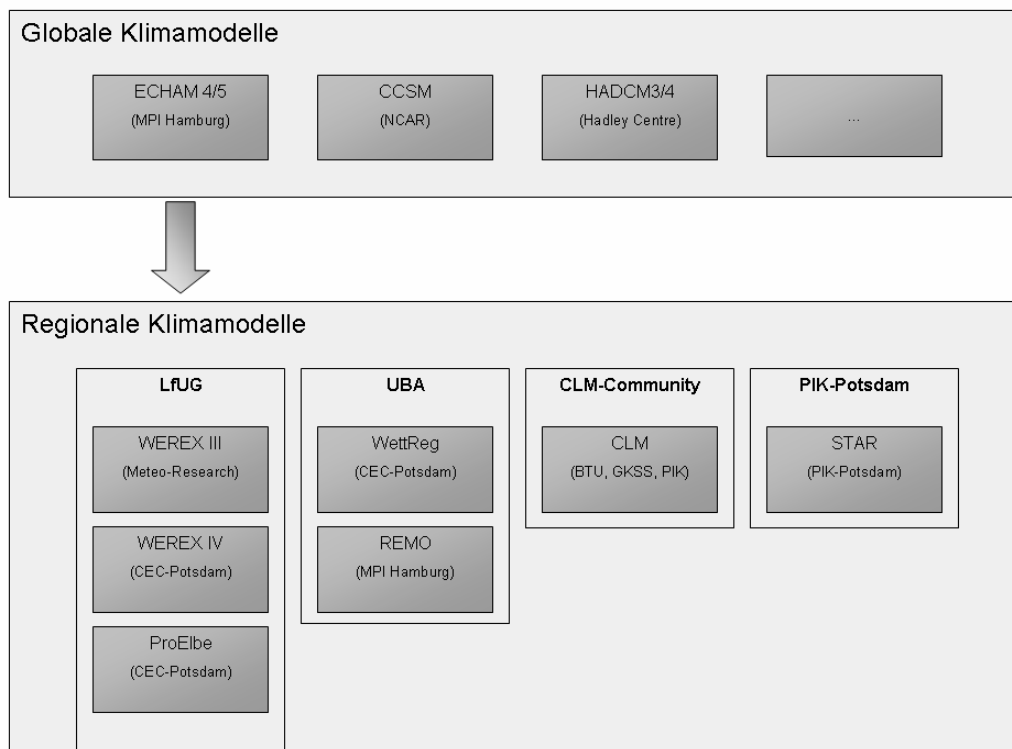 Globale Klimamodelle
ECHAM 4/5
(MPI Hamburg)
CCSM
(NCAR)
HADCM3/4
(Hadley Centre)
...
Regionale Klimamodelle
LfUG
WEREX III
(Meteo-Research)
WEREX IV
(CEC-Potsdam)
ProElbe
(CEC-Potsdam)
UBA
WettReg
(CEC-Potsdam)
REMO
(MPI Hamburg)
CLM-Community
CLM
(BTU, GKSS, PIK)
PIK-Potsdam
STAR
(PIK-Potsdam)